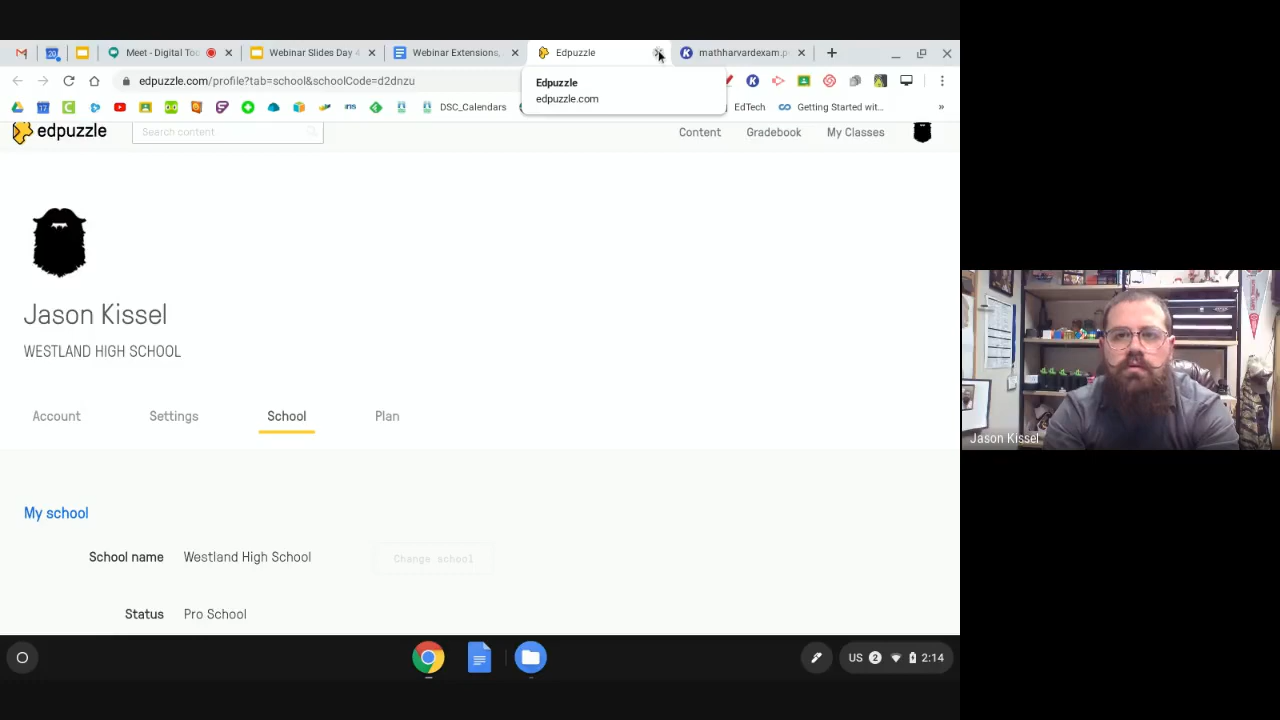 Meet - Digital Too
Webinar Slides Day 4
Webinar Extensions,
Edpuzzle
mathharvardexam.p
edpuzzle.com/profile?tab=school&schoolCode=d2dnzu
Edpuzzle
edpuzzle.com
DSC_Calendars
EdTech
Getting Started wit...
edpuzzle
Search content
Content
Gradebook
My Classes
Jason Kissel
WESTLAND HIGH SCHOOL
Account
Settings
School
Plan
My school
School name
Westland High School
Change school
Status
Pro School
US
2
2:14
Jason Kissel